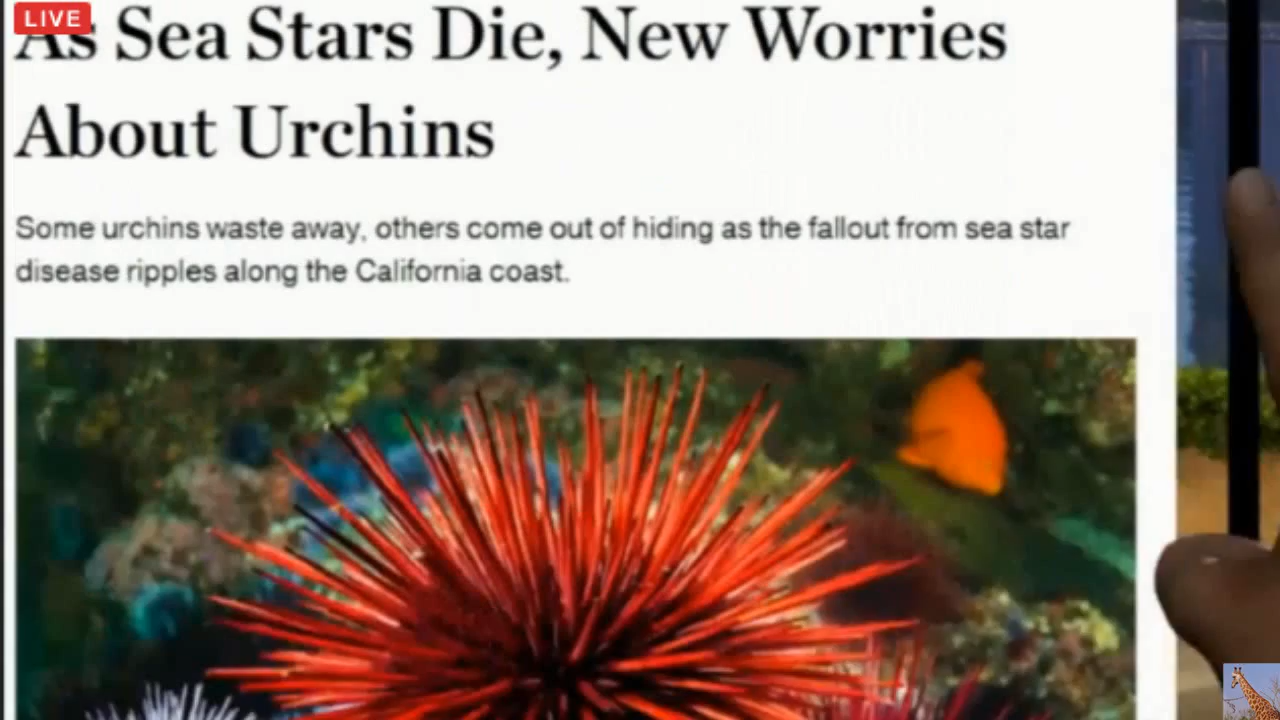 LIVE
As Sea Stars Die, New Worries
About Urchins
Some urchins waste away, others come out of hiding as the fallout from sea star
disease ripples along the California coast.